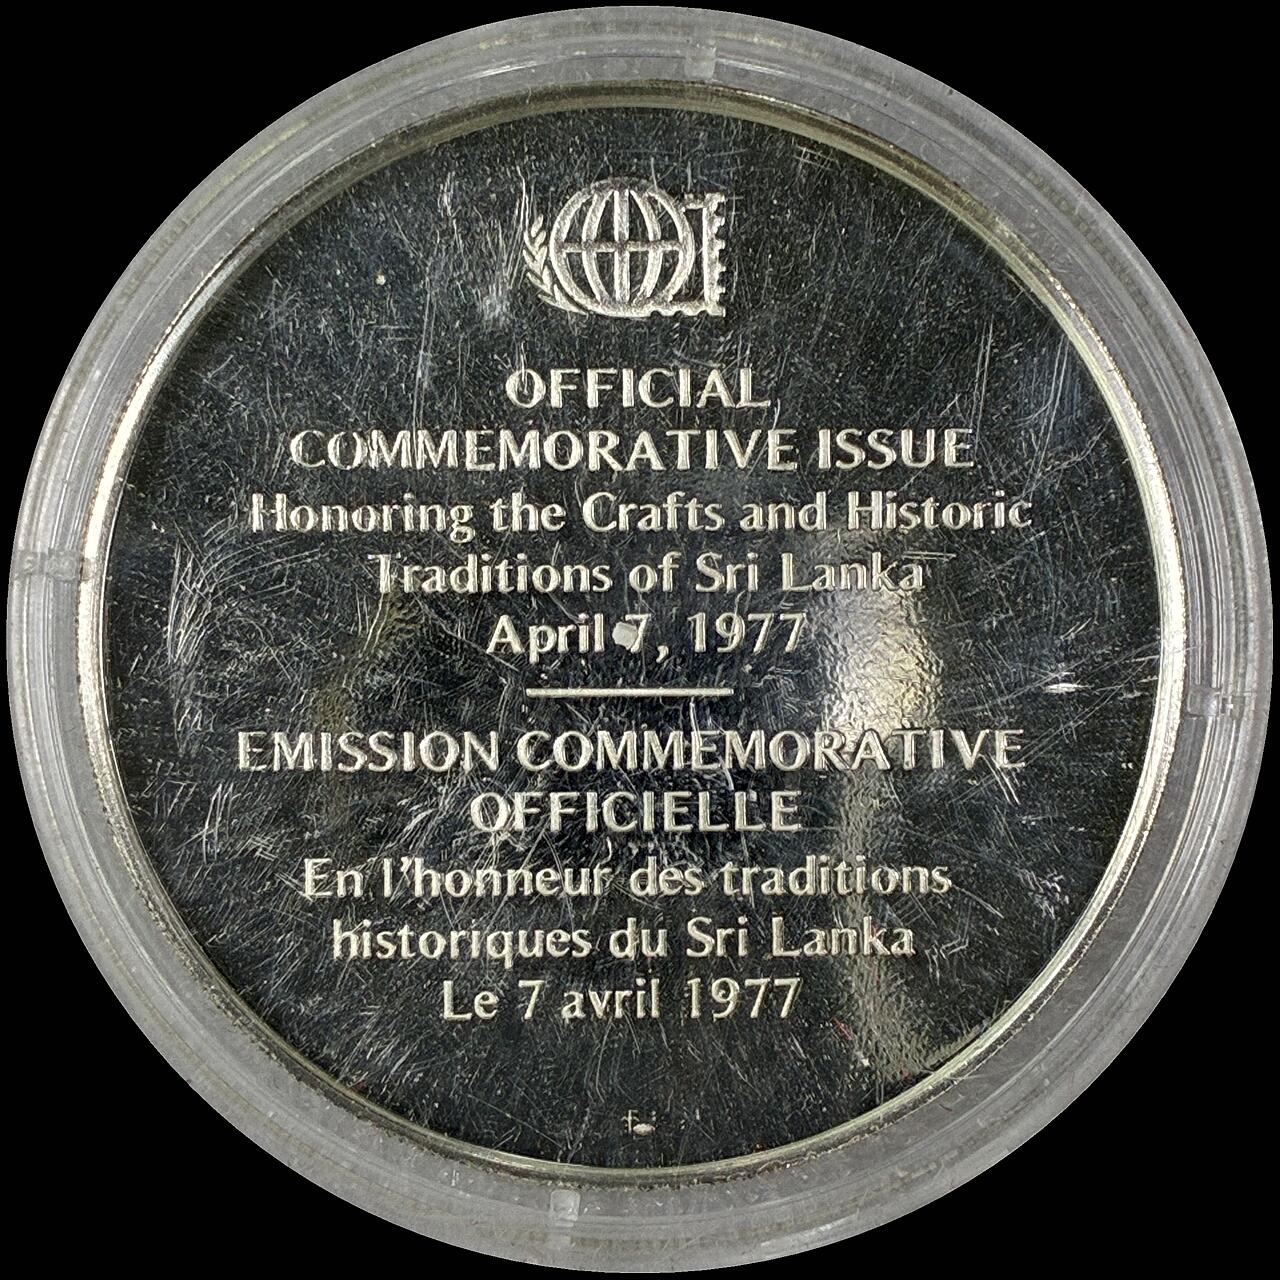 OFFICIAL
COMMEMORATIVE ISSUE
Honoring the Crafts and Historic
Traditions of Sri Lanka
April 7, 1977
EMISSION COMMEMORATIVE
OFFICIELLE
En l'honneur des traditions
historiques du Sri Lanka
Le 7 avril 1977